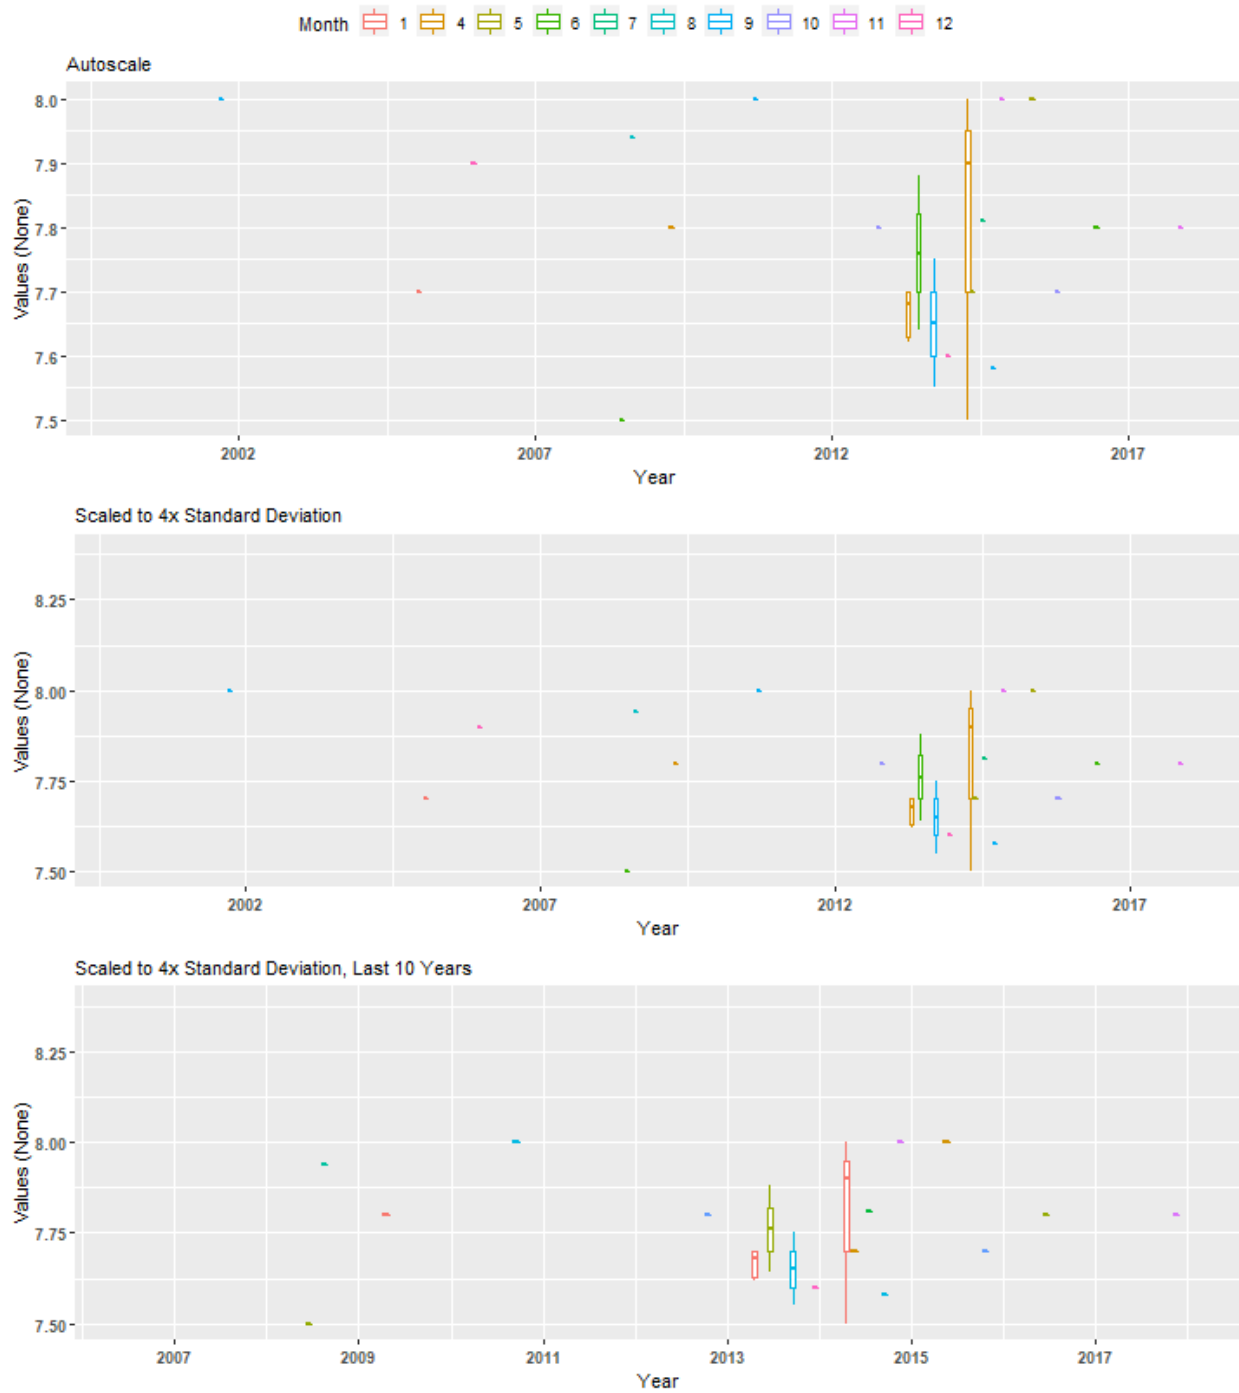 Month 1 4 5 6 7 8 9 10 11 12
Autoscale
8.0
7.9
7.8
7.7
7.6
7.5
Values (None)
2002 2007 2012 2017
Year
Scaled to 4x Standard Deviation
8.25
8.00
7.75
7.50
Values (None)
2002 2007 2012 2017
Year
Scaled to 4x Standard Deviation, Last 10 Years
8.25
8.00
7.75
7.50
Values (None)
2007 2009 2011 2013 2015 2017
Year